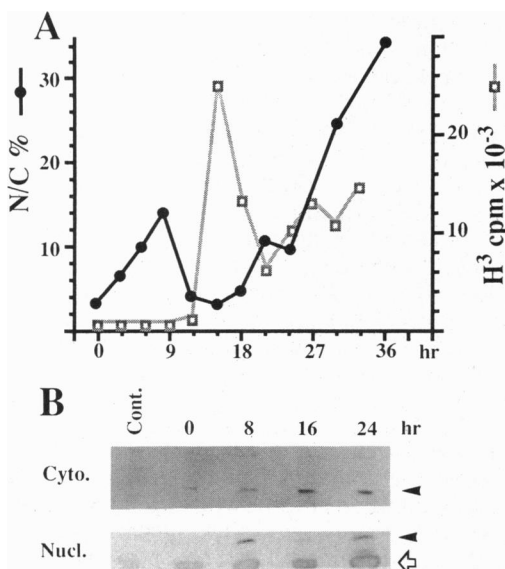 A
N/C %
30
20
10
0 9 18 27 36 hr
20
10
H³ cpm x 10⁻³
B
Cont. 0 8 16 24 hr
Cyto.
Nucl.